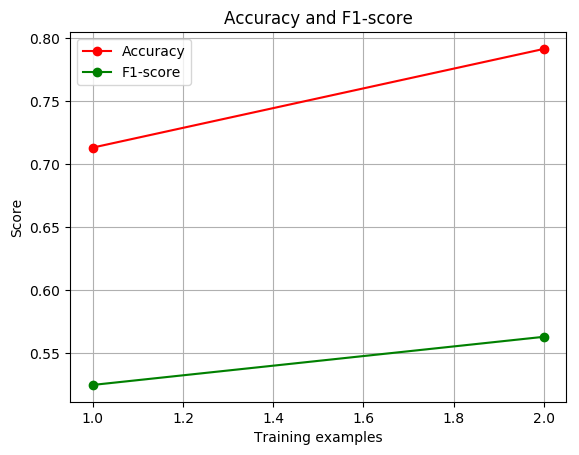 Accuracy and F1-score
Accuracy
F1-score
0.80
0.75
0.70
0.65
0.60
0.55
Score
1.0 1.2 1.4 1.6 1.8 2.0
Training examples